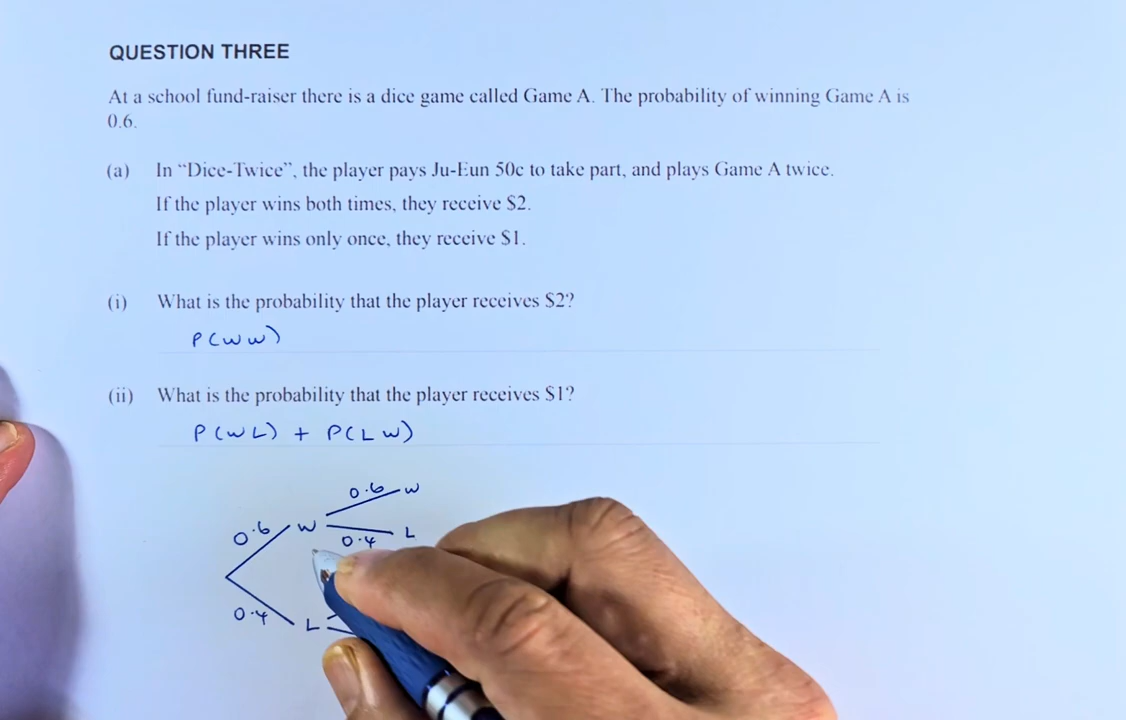 QUESTION THREE
At a school fund-raiser there is a dice game called Game A. The probability of winning Game A is
0.6.
(a) In “Dice-Twice”, the player pays Ju-Eun 50c to take part, and plays Game A twice.
If the player wins both times, they receive $2.
If the player wins only once, they receive $1.
(i) What is the probability that the player receives $2?
P(WW)
(ii) What is the probability that the player receives $1?
P(WL) + P(LW)
0.6 W
0.6 W
0.4 L
0.4 L